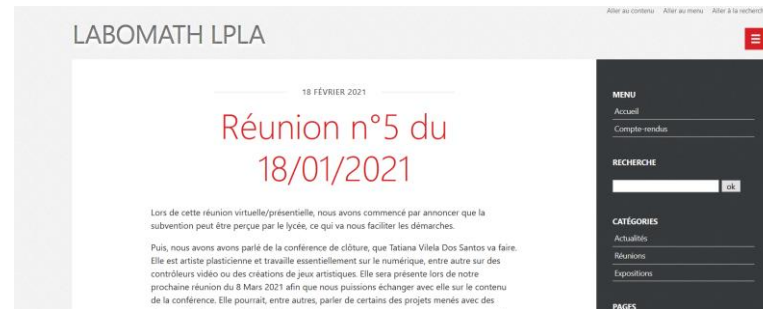 Aller au contenu Aller au menu Aller à la recherche
LABOMATH LPLA
18 FÉVRIER 2021
Réunion n°5 du
18/01/2021
Lors de cette réunion virtuelle/présentielle, nous avons commencé par annoncer que la
subvention peut être perçue par le lycée, ce qui va nous faciliter les démarches.
Puis, nous avons avons parlé de la conférence de clôture, que Tatiana Vilela Dos Santos va faire.
Elle est artiste plasticienne et travaille essentiellement sur le numérique, entre autre sur des
contrôleurs vidéo ou des créations de jeux artistiques. Elle sera présente lors de notre
prochaine réunion du 8 Mars 2021 afin que nous puissions échanger avec elle sur le contenu
de la conférence. Elle pourrait, entre autres, parler de certains des projets menés avec des
MENU
Accueil
Compte-rendus
RECHERCHE
ok
CATÉGORIES
Actualités
Réunions
Expositions
PAGES